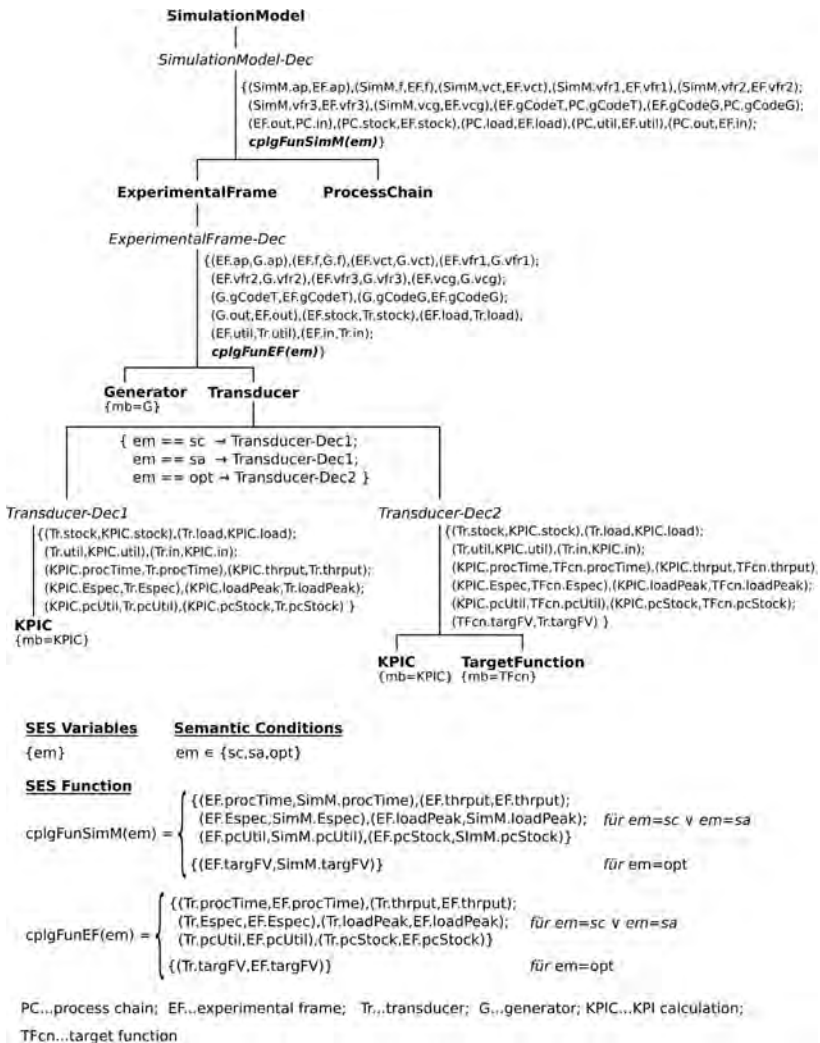 SimulationModel
SimulationModel-Dec
{(SimM.ap,EF.ap),(SimM.f,EF.f),(SimM.vct,EF.vct),(SimM.vfr1,EF.vfr1),(SimM.vfr2,EF.vfr2);
(SimM.vfr3,EF.vfr3),(SimM.vcg,EF.vcg),(EF.gCodeT,PC.gCodeT),(EF.gCodeG,PC.gCodeG);
(EF.out,PC.in),(PC.stock,EF.stock),(PC.load,EF.load),(PC.util,EF.util),(PC.out,EF.in);
cplgFunSimM(em)}
ExperimentalFrame ProcessChain
ExperimentalFrame-Dec
{(EF.ap,G.ap),(EF.f,G.f),(EF.vct,G.vct),(EF.vfr1,G.vfr1);
(EF.vfr2,G.vfr2),(EF.vfr3,G.vfr3),(EF.vcg,G.vcg);
(G.gCodeT,EF.gCodeT),(G.gCodeG,EF.gCodeG);
(G.out,EF.out),(EF.stock,Tr.stock),(EF.load,Tr.load),
(EF.util,Tr.util),(EF.in,Tr.in);
cplgFunEF(em)}
Generator Transducer
{mb=G}
{ em == sc → Transducer-Dec1;
em == sa → Transducer-Dec1;
em == opt → Transducer-Dec2 }
Transducer-Dec1 Transducer-Dec2
{(Tr.stock,KPIC.stock),(Tr.load,KPIC.load);
(Tr.util,KPIC.util),(Tr.in,KPIC.in);
(KPIC.procTime,Tr.procTime),(KPIC.thrput,Tr.thrput);
(KPIC.Espec,Tr.Espec),(KPIC.loadPeak,Tr.loadPeak);
(KPIC.pcUtil,Tr.pcUtil),(KPIC.pcStock,Tr.pcStock) }
KPIC
{mb=KPIC}
{(Tr.stock,KPIC.stock),(Tr.load,KPIC.load);
(Tr.util,KPIC.util),(Tr.in,KPIC.in);
(KPIC.procTime,TFcn.procTime),(KPIC.thrput,TFcn.thrput),
(KPIC.Espec,TFcn.Espec),(KPIC.loadPeak,TFcn.loadPeak);
(KPIC.pcUtil,TFcn.pcUtil),(KPIC.pcStock,TFcn.pcStock);
(TFcn.targFV,Tr.targFV) }
KPIC TargetFunction
{mb=KPIC} {mb=TFcn}
SES Variables Semantic Conditions
{em} em ∈ {sc,sa,opt}
SES Function
{(EF.procTime,SimM.procTime),(EF.thrput,EF.thrput);
(EF.Espec,SimM.Espec),(EF.loadPeak,SimM.loadPeak); für em=sc ∨ em=sa
cplgFunSimM(em) = (EF.pcUtil,SimM.pcUtil),(EF.pcStock,SImM.pcStock)}
{(EF.targFV,SimM.targFV)} für em=opt
{(Tr.procTime,EF.procTime),(Tr.thrput,EF.thrput);
(Tr,Espec,EF.Espec),(Tr.loadPeak,EF.loadPeak); für em=sc ∨ em=sa
cplgFunEF(em) = (Tr.pcUtil,EF.pcUtil),(Tr.pcStock,EF.pcStock)}
{(Tr.targFV,EF.targFV)} für em=opt
PC...process chain; EF...experimental frame; Tr...transducer; G...generator; KPIC...KPI calculation;
TFcn...target function